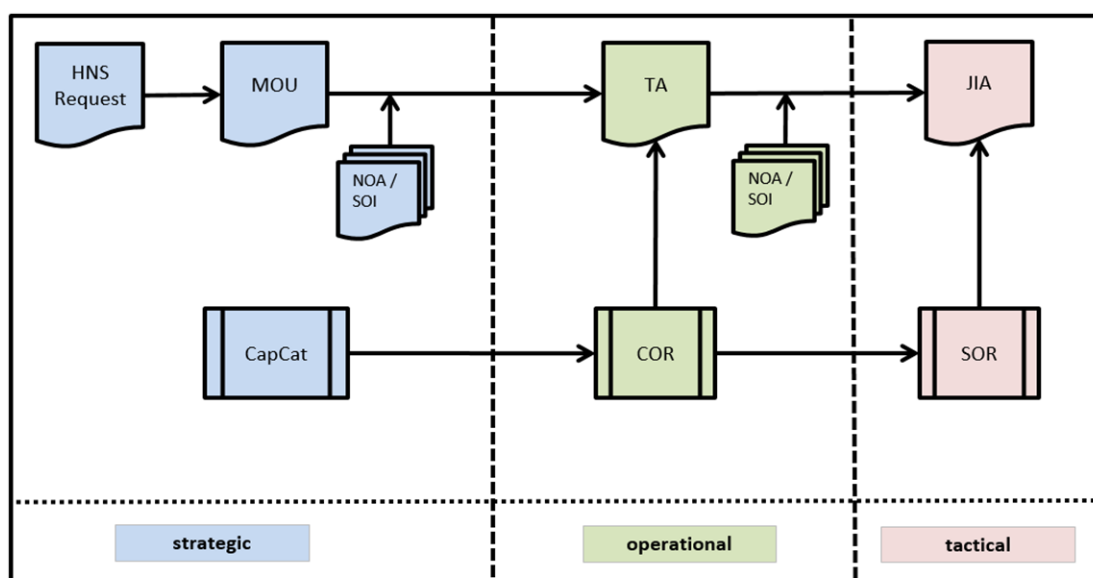 HNS
Request
MOU
TA
JIA
NOA /
SOI
NOA /
SOI
CapCat
COR
SOR
strategic
operational
tactical